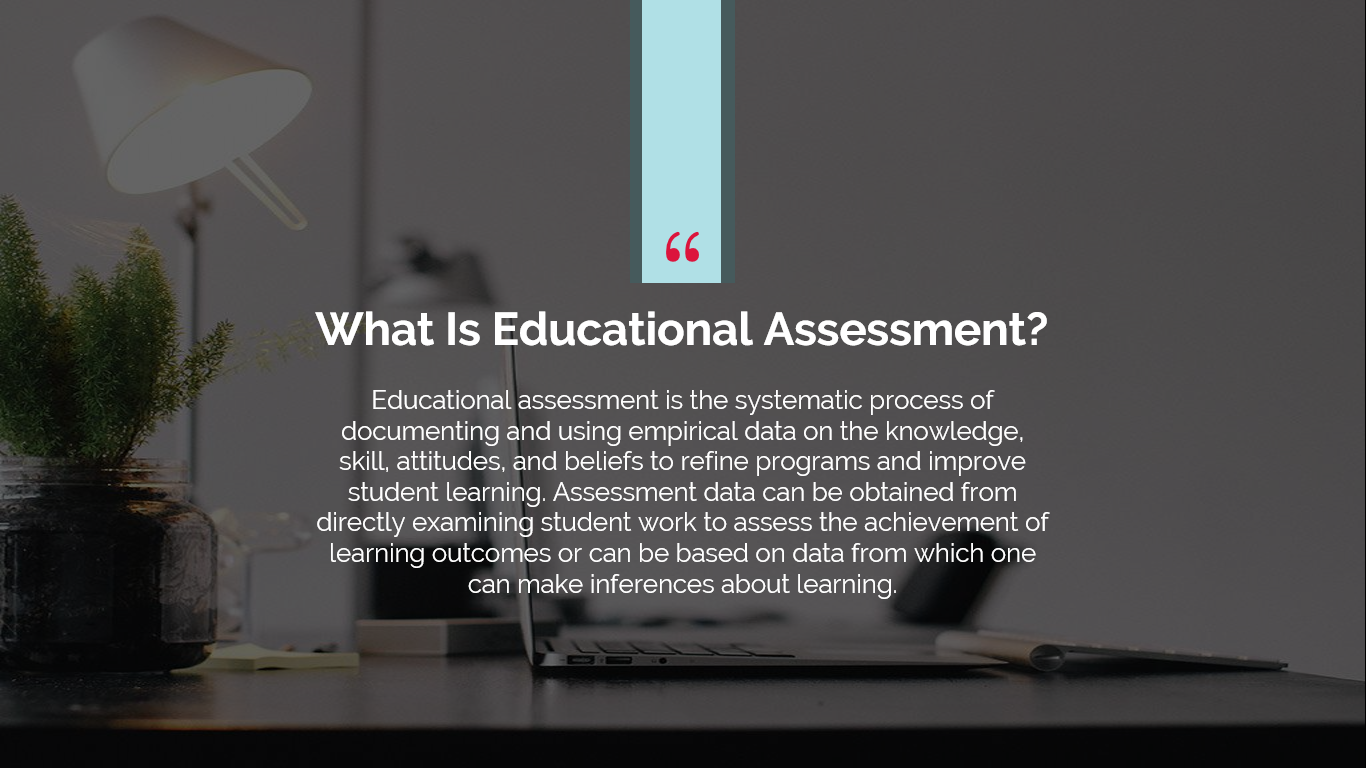 “
What Is Educational Assessment?
Educational assessment is the systematic process of
documenting and using empirical data on the knowledge,
skill, attitudes, and beliefs to refine programs and improve
student learning. Assessment data can be obtained from
directly examining student work to assess the achievement of
learning outcomes or can be based on data from which one
can make inferences about learning.